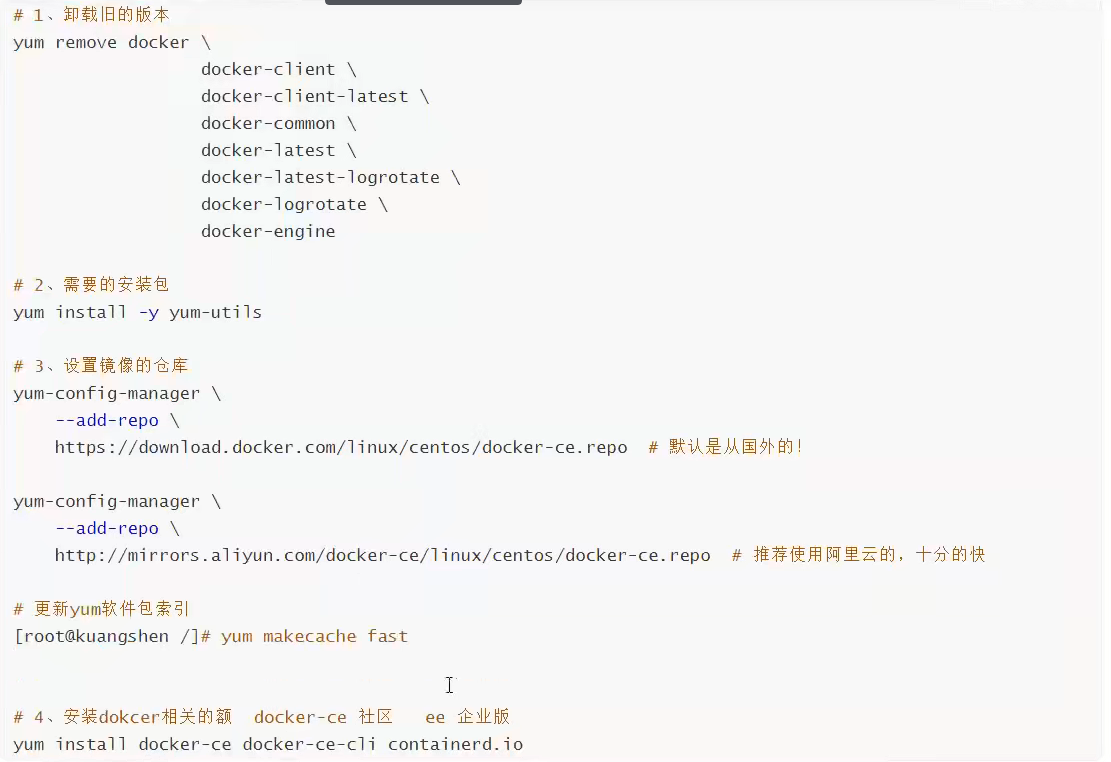 # 1、卸载旧的版本
yum remove docker \
                  docker-client \
                  docker-client-latest \
                  docker-common \
                  docker-latest \
                  docker-latest-logrotate \
                  docker-logrotate \
                  docker-engine

# 2、需要的安装包
yum install -y yum-utils

# 3、设置镜像的仓库
yum-config-manager \
    --add-repo \
    https://download.docker.com/linux/centos/docker-ce.repo  # 默认是从国外的!

yum-config-manager \
    --add-repo \
    http://mirrors.aliyun.com/docker-ce/linux/centos/docker-ce.repo  # 推荐使用阿里云的，十分的快

# 更新yum软件包索引
[root@kuangshen /]# yum makecache fast

# 4、安装dokcer相关的额  docker-ce 社区   ee 企业版
yum install docker-ce docker-ce-cli containerd.io